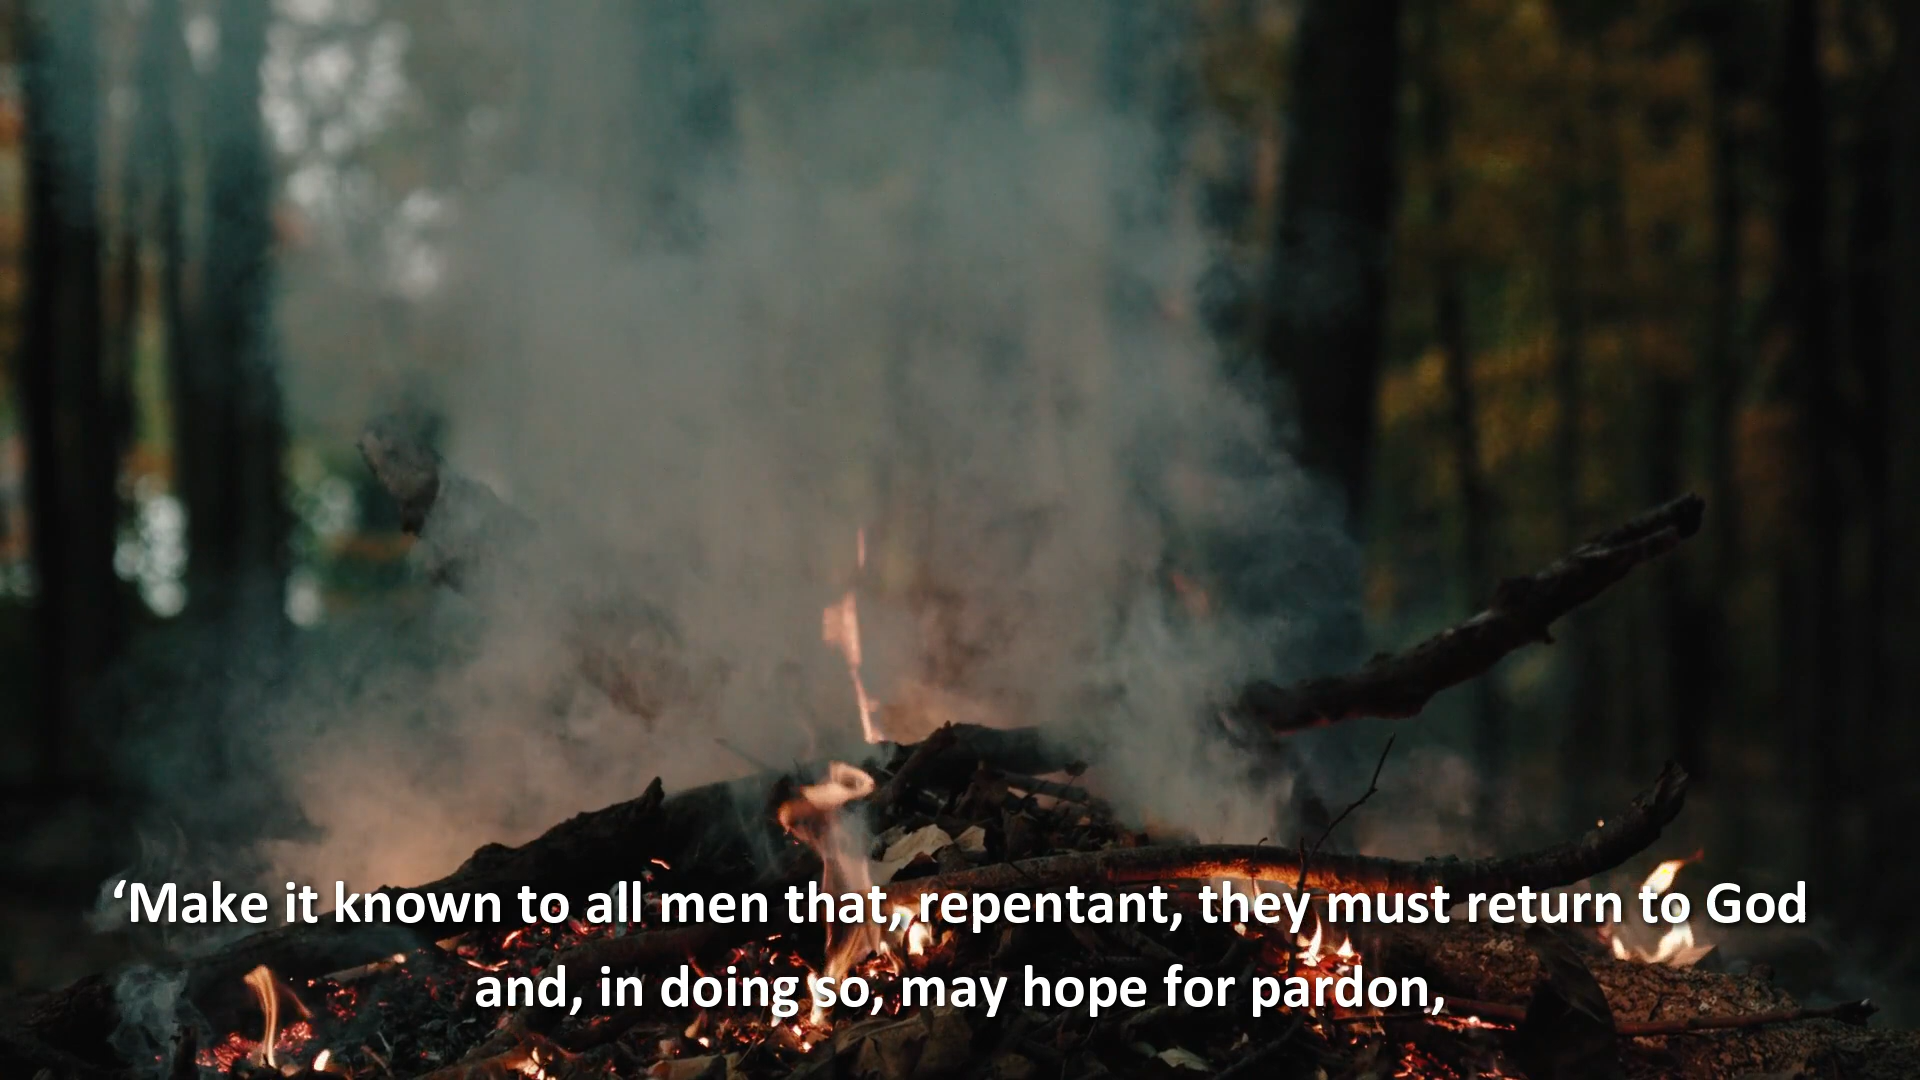 ‘Make it known to all men that, repentant, they must return to God
and, in doing so, may hope for pardon,